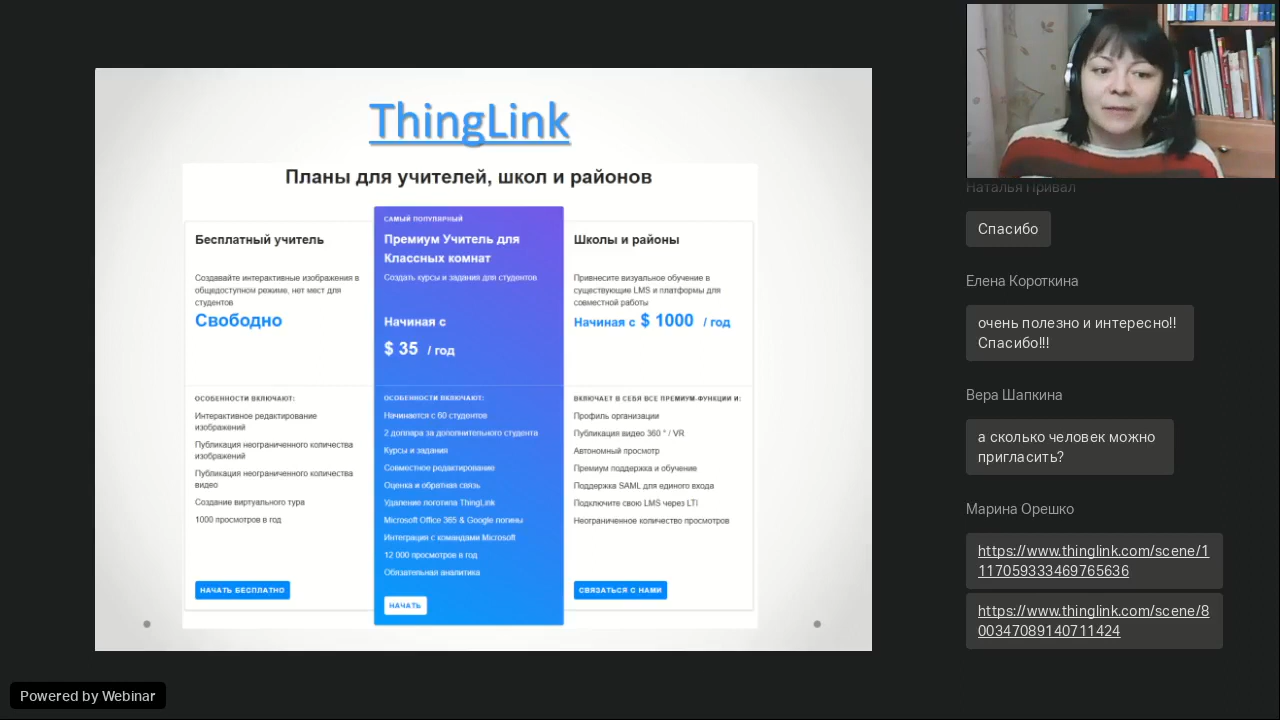 ThingLink
Планы для учителей, школ и районов
Бесплатный учитель
Создавайте интерактивные изображения в
общедоступном режиме, нет мест для
студентов
Свободно
ОСОБЕННОСТИ ВКЛЮЧАЮТ:
Интерактивное редактирование
изображений
Публикация неограниченного количества
изображений
Публикация неограниченного количества
видео
Создание виртуального тура
1000 просмотров в год
НАЧАТЬ БЕСПЛАТНО
САМЫЙ ПОПУЛЯРНЫЙ
Премиум Учитель для
Классных комнат
Создать курсы и задания для студентов
Начиная с
$ 35 / год
ОСОБЕННОСТИ ВКЛЮЧАЮТ:
Начинается с 60 студентов
2 доллара за дополнительного студента
Курсы и задания
Совместное редактирование
Оценка и обратная связь
Удаление логотипа ThingLink
Microsoft Office 365 & Google логины
Интеграция с командами Microsoft
12 000 просмотров в год
Обязательная аналитика
НАЧАТЬ
Школы и районы
Привнесите визуальное обучение в
существующие LMS и платформы для
совместной работы
Начиная с $ 1000 / год
ВКЛЮЧАЕТ В СЕБЯ ВСЕ ПРЕМИУМ-ФУНКЦИИ И:
Профиль организации
Публикация видео 360 ° / VR
Автономный просмотр
Премиум поддержка и обучение
Поддержка SAML для единого входа
Подключите свою LMS через LTI
Неограниченное количество просмотров
СВЯЗАТЬСЯ С НАМИ
Наталья Привал
Спасибо
Елена Короткина
очень полезно и интересно!!
Спасибо!!!
Вера Шапкина
а сколько человек можно
пригласить?
Марина Орешко
https://www.thinglink.com/scene/1
117059333469765636
https://www.thinglink.com/scene/8
00347089140711424
Powered by Webinar